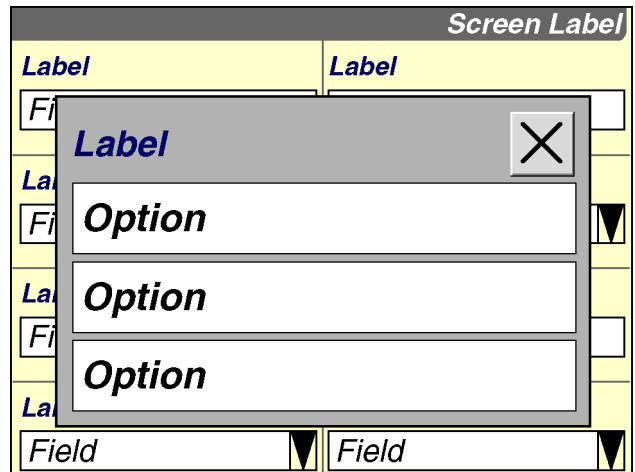 Screen Label
Label Label
Label
Option
Option
Option
Field Field